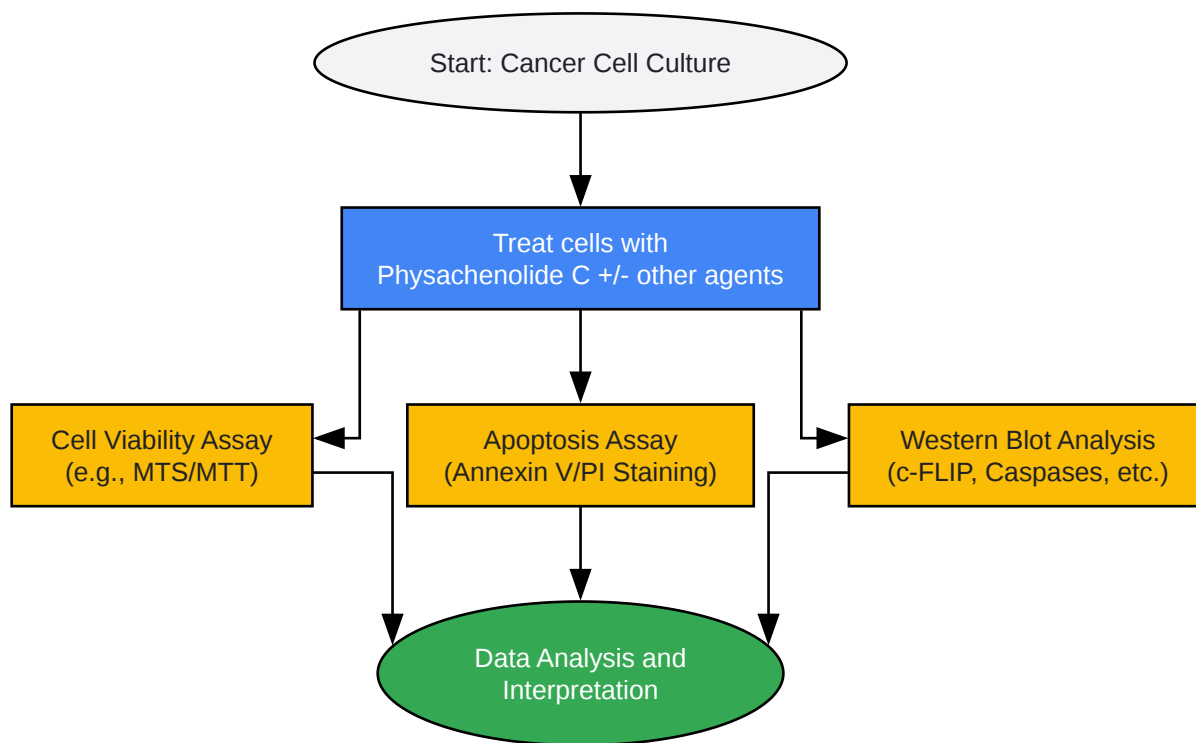 Start: Cancer Cell Culture
Treat cells with
Physachenolide C +/- other agents
Cell Viability Assay
(e.g., MTS/MTT)
Apoptosis Assay
(Annexin V/PI Staining)
Western Blot Analysis
(c-FLIP, Caspases, etc.)
Data Analysis and
Interpretation